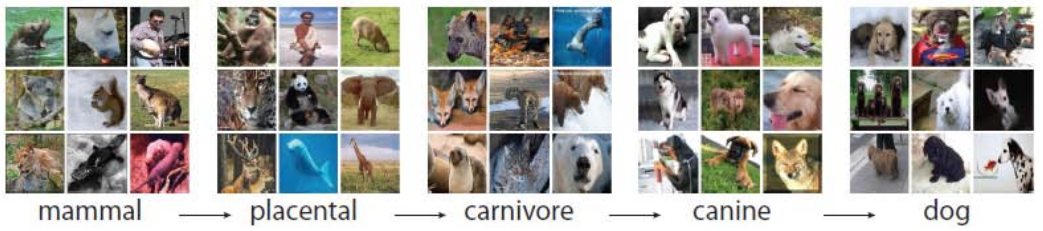 mammal → placental → carnivore → canine → dog